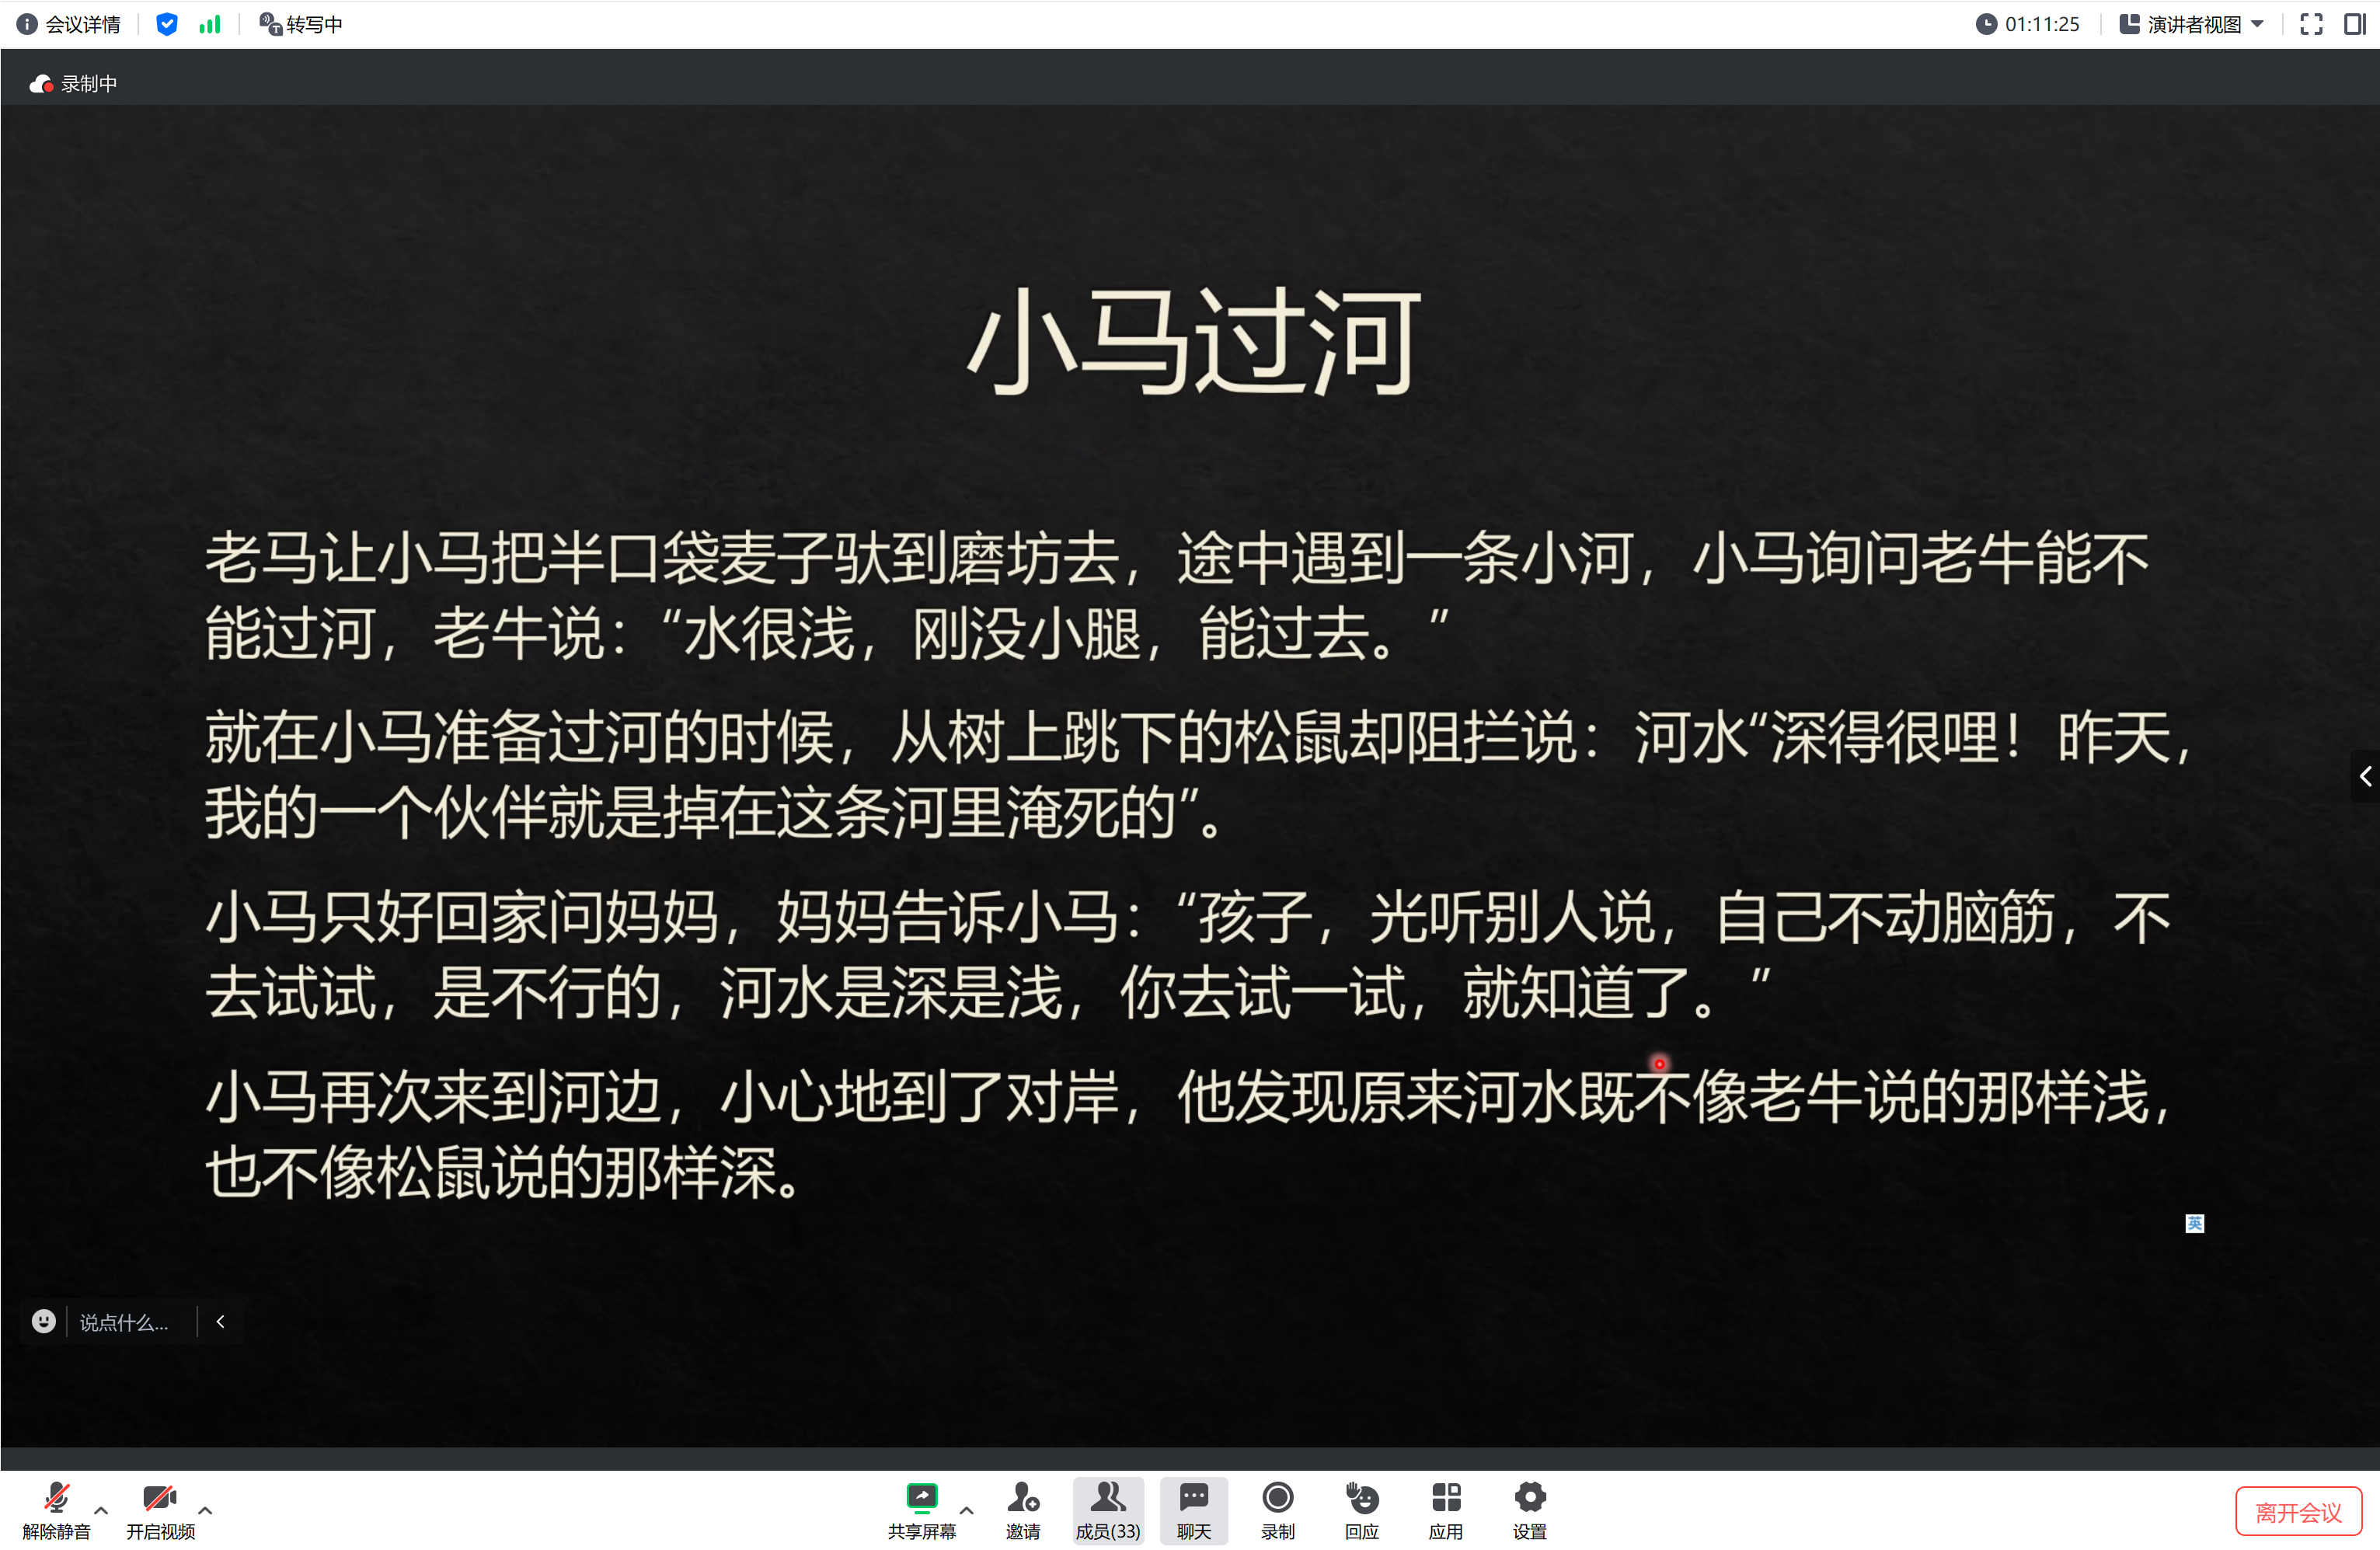 会议详情
转写中
01:11:25
演讲者视图
录制中
小马过河
老马让小马把半口袋麦子驮到磨坊去，途中遇到一条小河，小马询问老牛能不
能过河，老牛说：“水很浅，刚没小腿，能过去。”
就在小马准备过河的时候，从树上跳下的松鼠却阻拦说：河水“深得很哩！昨天，
我的一个伙伴就是掉在这条河里淹死的”。
小马只好回家问妈妈，妈妈告诉小马：“孩子，光听别人说，自己不动脑筋，不
去试试，是不行的，河水是深是浅，你去试一试，就知道了。”
小马再次来到河边，小心地到了对岸，他发现原来河水既不像老牛说的那样浅，
也不像松鼠说的那样深。
英
说点什么...
解除静音
开启视频
共享屏幕
邀请
成员(33)
聊天
录制
回应
应用
设置
离开会议